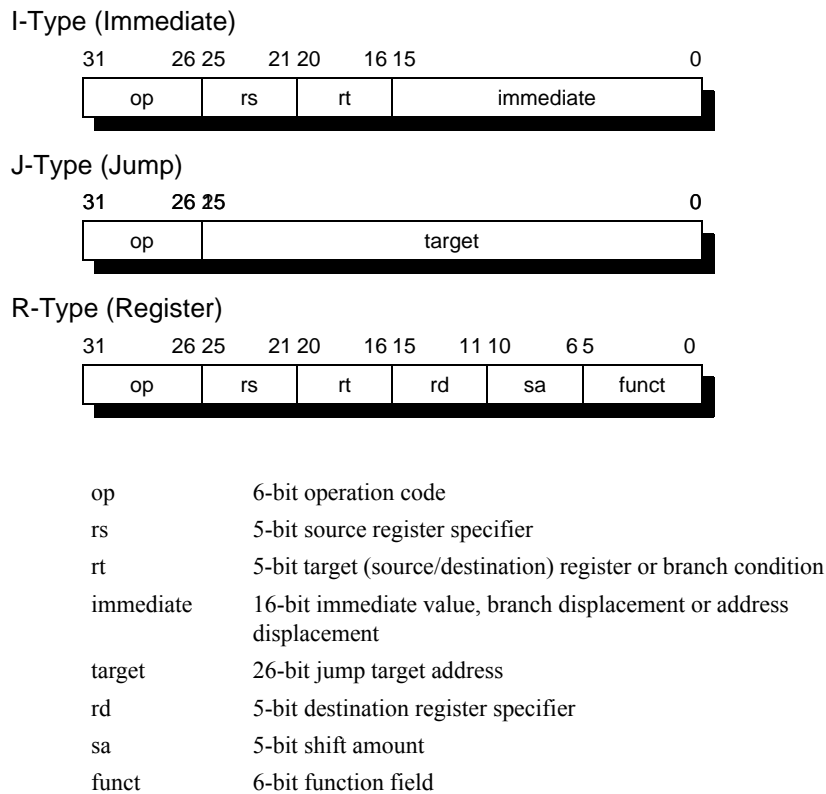 I-Type (Immediate)
31 26 25 21 20 16 15 0
op rs rt immediate
J-Type (Jump)
31 26 25 0
op target
R-Type (Register)
31 26 25 21 20 16 15 11 10 6 5 0
op rs rt rd sa funct
op 6-bit operation code
rs 5-bit source register specifier
rt 5-bit target (source/destination) register or branch condition
immediate 16-bit immediate value, branch displacement or address
displacement
target 26-bit jump target address
rd 5-bit destination register specifier
sa 5-bit shift amount
funct 6-bit function field